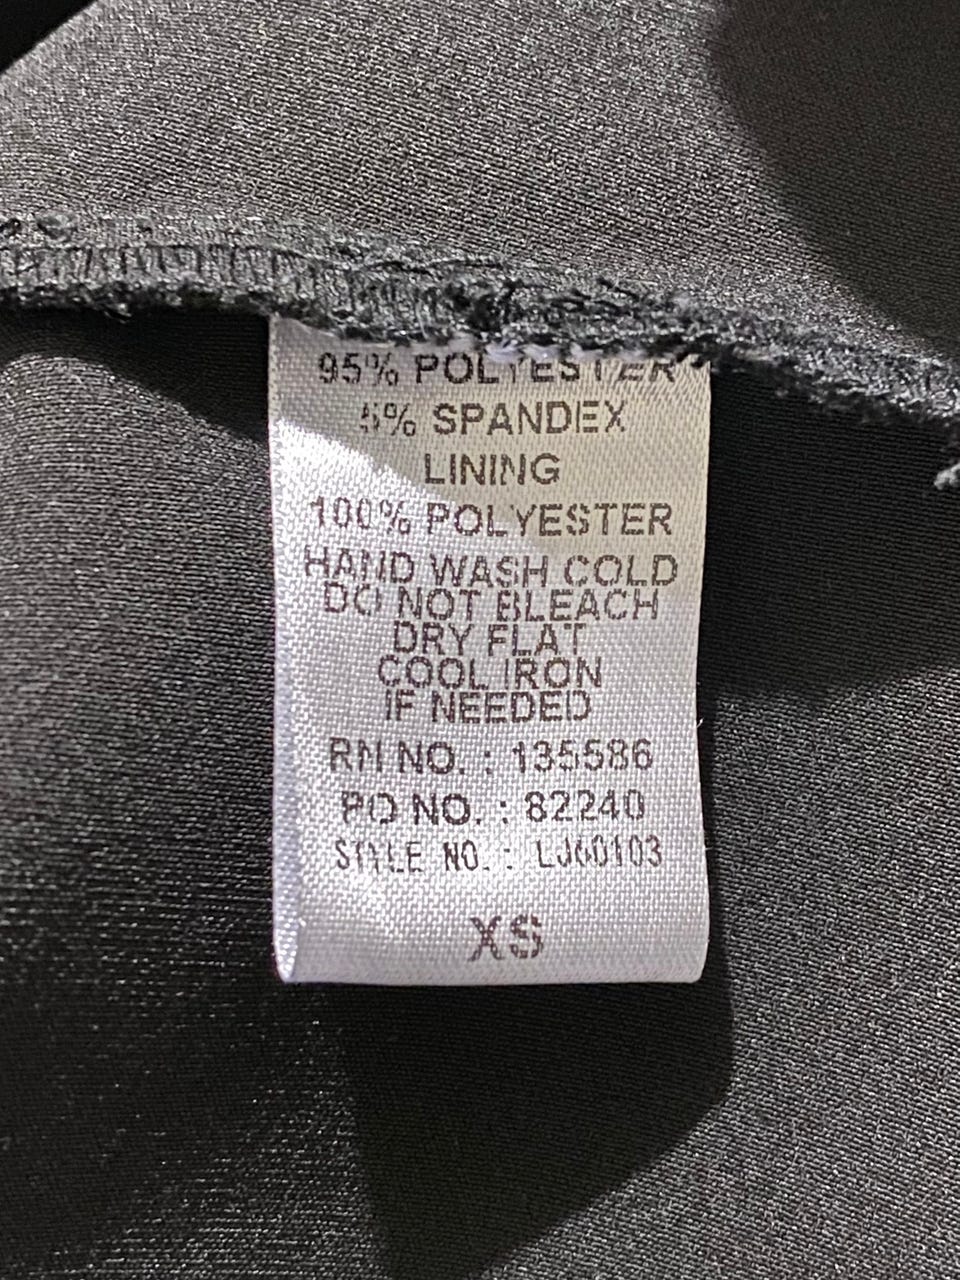 95% POLYESTER
5% SPANDEX
LINING
100% POLYESTER
HAND WASH COLD
DO NOT BLEACH
DRY FLAT
COOL IRON
IF NEEDED
RN NO. : 135586
PO NO. : 82240
STYLE NO. : LJ60103
XS